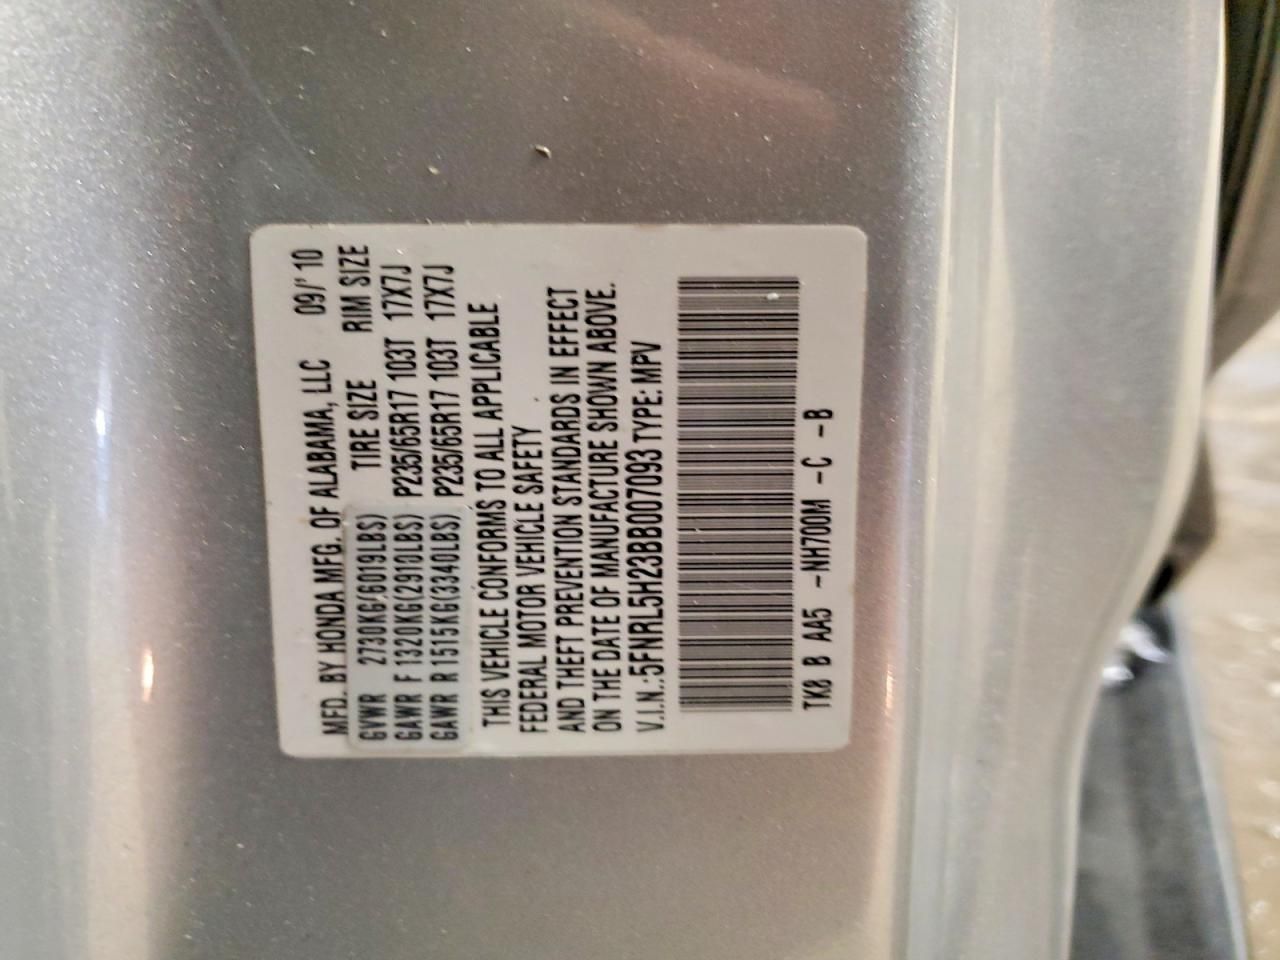 MFD. BY HONDA MFG. OF ALABAMA, LLC 09/'10
TIRE SIZE RIM SIZE
GVWR 2730KG(6019LBS)
GAWR F 1320KG(2910LBS) P235/65R17 103T 17X7J
GAWR R 1515KG(3340LBS) P235/65R17 103T 17X7J
THIS VEHICLE CONFORMS TO ALL APPLICABLE
FEDERAL MOTOR VEHICLE SAFETY
AND THEFT PREVENTION STANDARDS IN EFFECT
ON THE DATE OF MANUFACTURE SHOWN ABOVE.
V.I.N.:5FNRL5H23BB007093 TYPE: MPV
TK8 B AA5 -NH700M -C -B